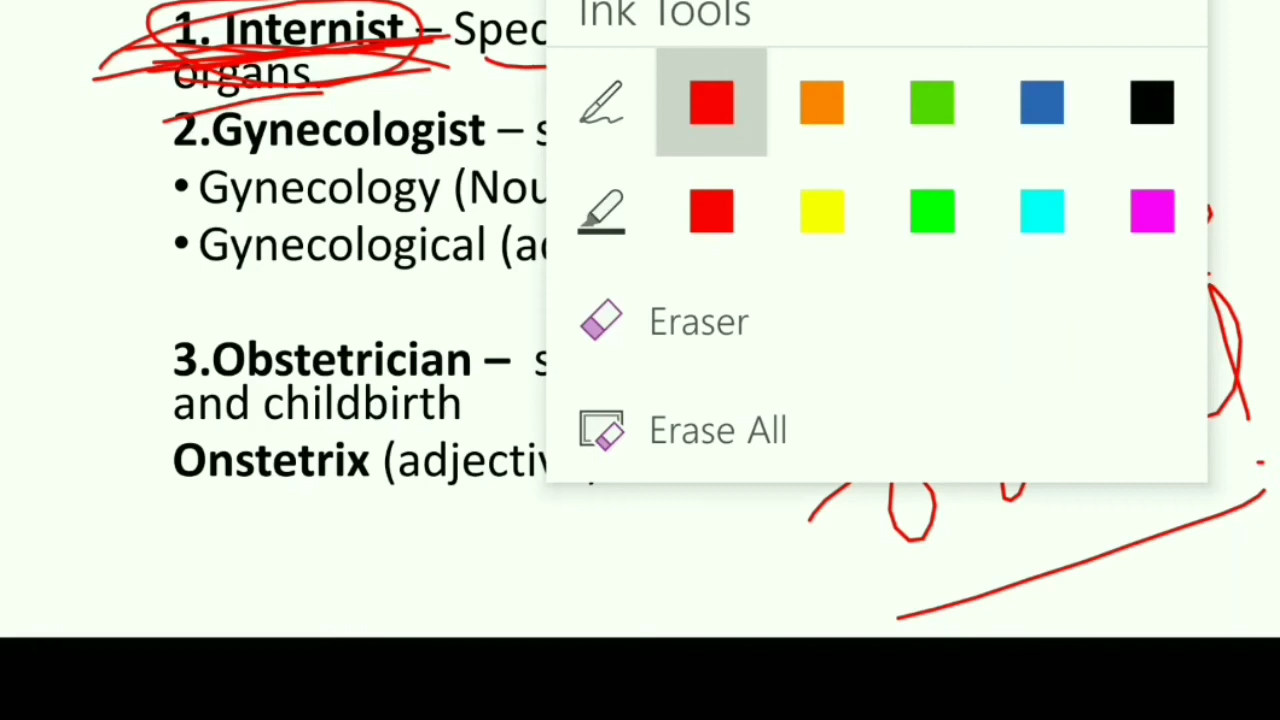 Ink Tools
1. Internist – Spec
organs.
2.Gynecologist – s
• Gynecology (Nou
• Gynecological (ad
Eraser
3.Obstetrician – s
and childbirth
Erase All
Onstetrix (adjectiv